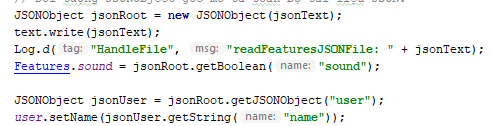 JSONObject jsonRoot = new JSONObject(jsonText);
text.write(jsonText);
Log.d( tag: "HandleFile", msg: "readFeaturesJSONFile: " + jsonText);
Features.sound = jsonRoot.getBoolean( name: "sound");
JSONObject jsonUser = jsonRoot.getJSONObject("user");
user.setName(jsonUser.getString( name: "name"));